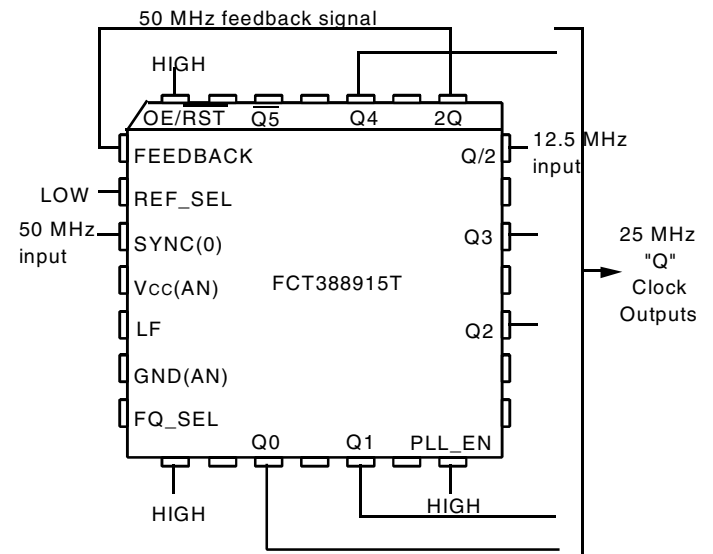 50 MHz feedback signal
HIGH
OE/RST Q5 Q4 2Q
FEEDBACK
Q/2
12.5 MHz
input
LOW
REF_SEL
50 MHz
input
SYNC(0)
Q3
25 MHz
"Q"
Clock
Outputs
VCC(AN)
FCT388915T
LF
Q2
GND(AN)
FQ_SEL
Q0 Q1 PLL_EN
HIGH
HIGH